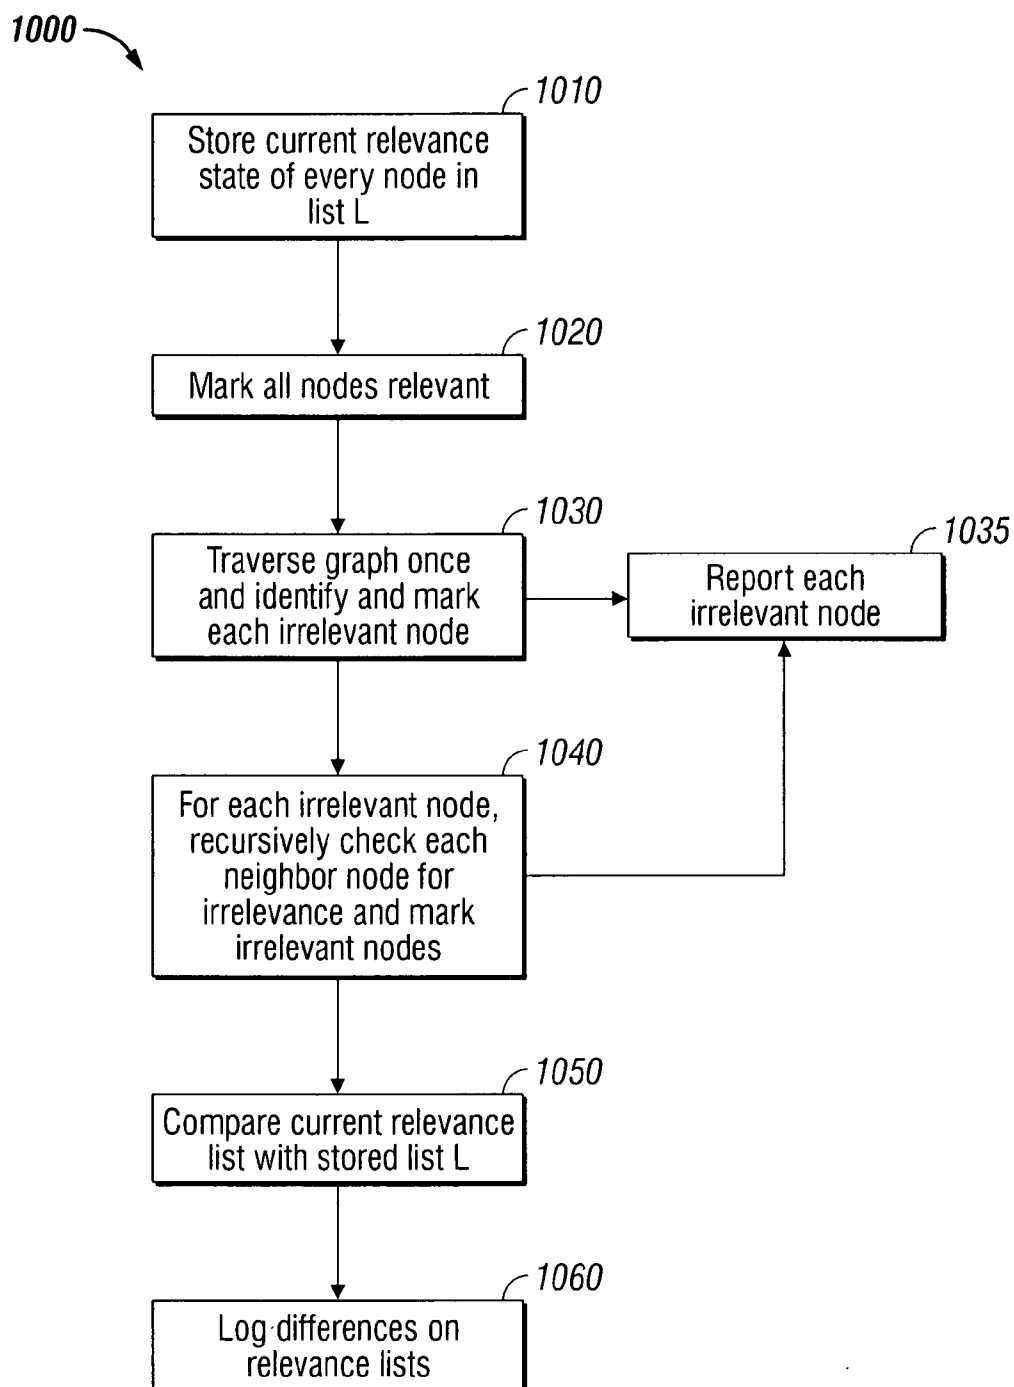 1000
1010
Store current relevance
state of every node in
list L
1020
Mark all nodes relevant
1030
Traverse graph once
and identify and mark
each irrelevant node
1035
Report each
irrelevant node
1040
For each irrelevant node,
recursively check each
neighbor node for
irrelevance and mark
irrelevant nodes
1050
Compare current relevance
list with stored list L
1060
Log differences on
relevance lists